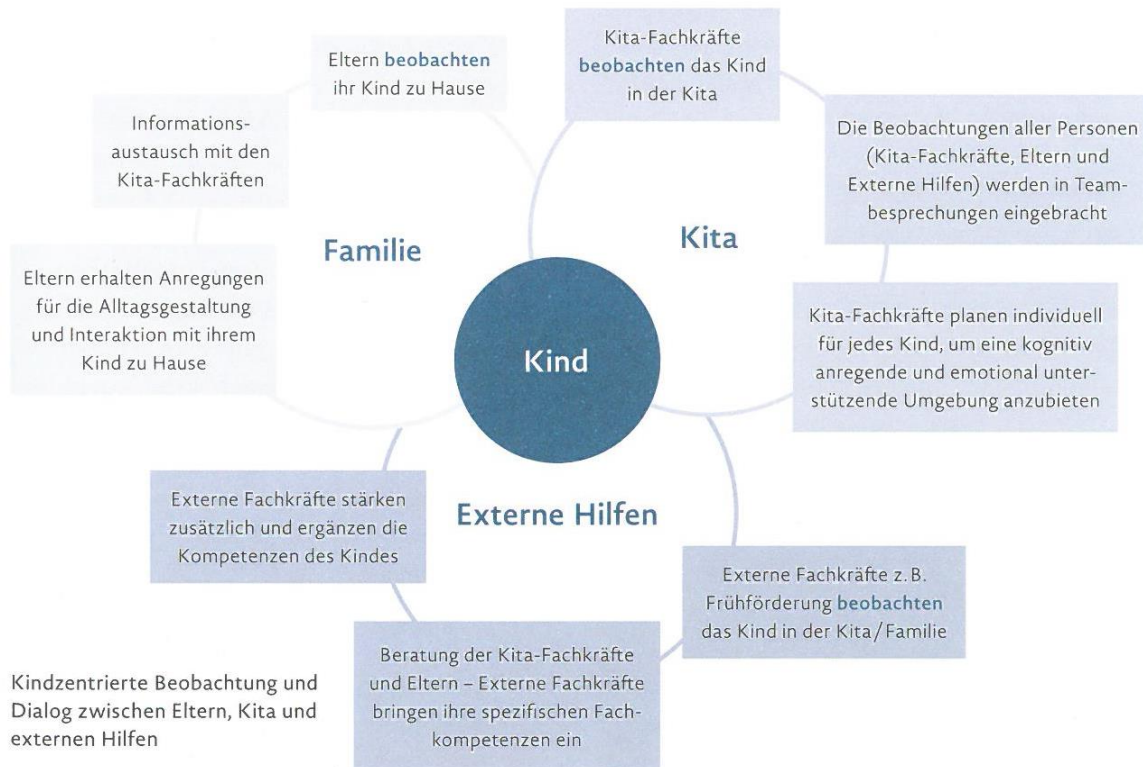 Eltern beobachten
ihr Kind zu Hause
Informations-
austausch mit den
Kita-Fachkräften
Familie
Eltern erhalten Anregungen
für die Alltagsgestaltung
und Interaktion mit ihrem
Kind zu Hause
Kita-Fachkräfte
beobachten das Kind
in der Kita
Die Beobachtungen aller Personen
(Kita-Fachkräfte, Eltern und
Externe Hilfen) werden in Team-
besprechungen eingebracht
Kita
Kita-Fachkräfte planen individuell
für jedes Kind, um eine kognitiv
anregende und emotional unter-
stützende Umgebung anzubieten
Kind
Externe Hilfen
Externe Fachkräfte stärken
zusätzlich und ergänzen die
Kompetenzen des Kindes
Externe Fachkräfte z. B.
Frühförderung beobachten
das Kind in der Kita/Familie
Beratung der Kita-Fachkräfte
und Eltern – Externe Fachkräfte
bringen ihre spezifischen Fach-
kompetenzen ein
Kindzentrierte Beobachtung und
Dialog zwischen Eltern, Kita und
externen Hilfen